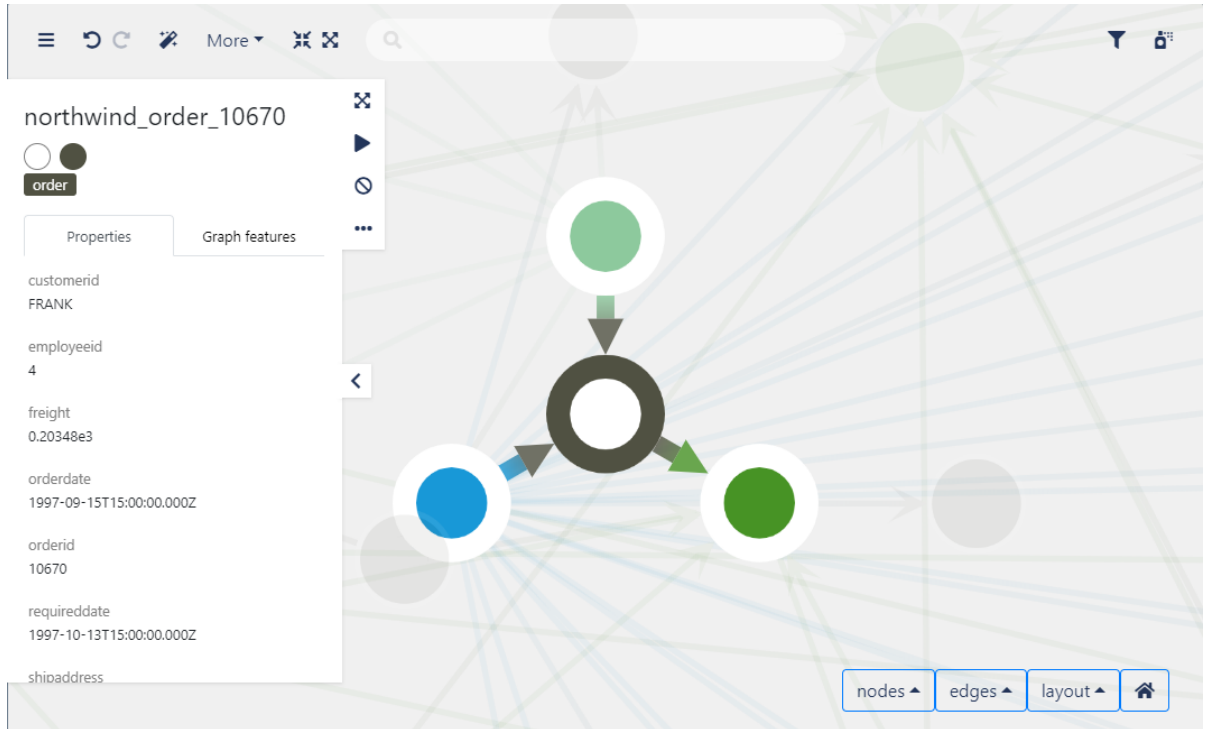 More
northwind_order_10670
order
Properties
Graph features
customerid
FRANK
employeeid
4
freight
0.20348e3
orderdate
1997-09-15T15:00:00.000Z
orderid
10670
requireddate
1997-10-13T15:00:00.000Z
shipaddress
nodes
edges
layout